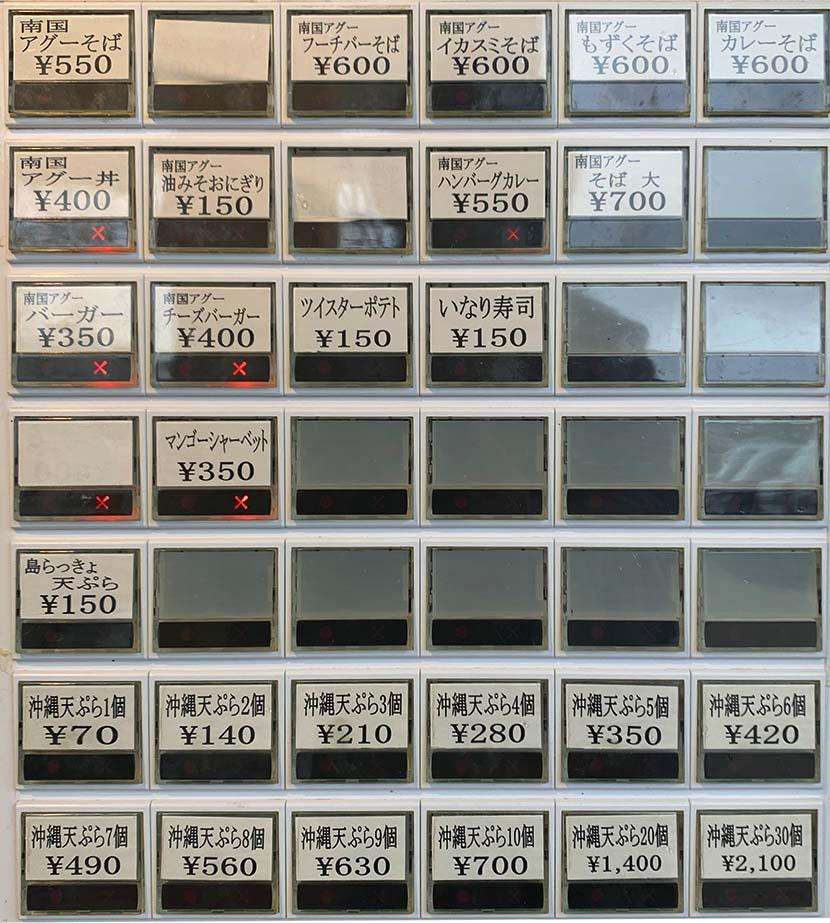 南国
アグーそば
¥550
南国アグー
フーチバーそば
¥600
南国アグー
イカスミそば
¥600
南国アグー
もずくそば
¥600
南国アグー
カレーそば
¥600
南国
アグー丼
¥400
×
南国アグー
油みそおにぎり
¥150
南国アグー
ハンバーグカレー
¥550
×
南国アグー
そば 大
¥700
南国アグー
バーガー
¥350
×
南国アグー
チーズバーガー
¥400
×
ツイスターポテト
¥150
いなり寿司
¥150
×
マンゴーシャーベット
¥350
×
島らっきょ
天ぷら
¥150
沖縄天ぷら1個
¥70
沖縄天ぷら2個
¥140
沖縄天ぷら3個
¥210
沖縄天ぷら4個
¥280
沖縄天ぷら5個
¥350
沖縄天ぷら6個
¥420
沖縄天ぷら7個
¥490
沖縄天ぷら8個
¥560
沖縄天ぷら9個
¥630
沖縄天ぷら10個
¥700
沖縄天ぷら20個
¥1,400
沖縄天ぷら30個
¥2,100